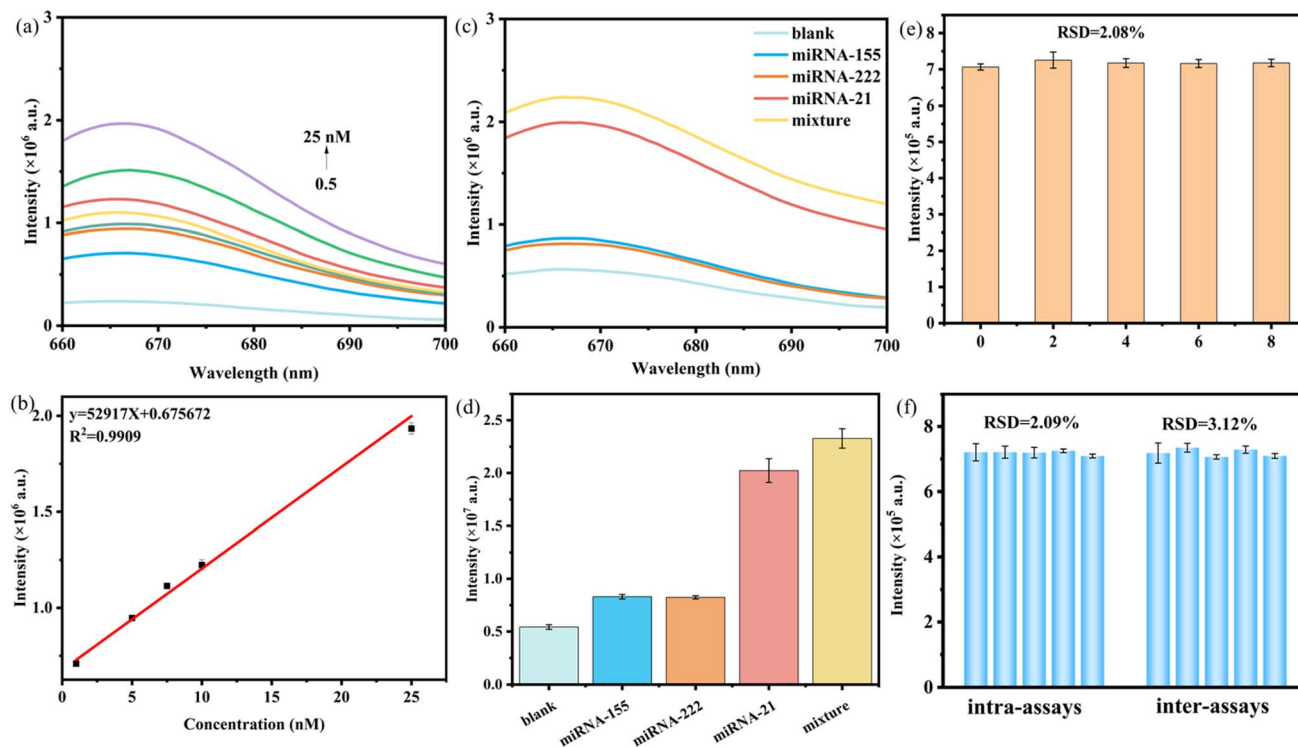 (a)
3
2
1
0
Intensity (×10⁶ a.u.)
25 nM
0.5
660 670 680 690 700
Wavelength (nm)
(b)
y=52917X+0.675672
R²=0.9909
2.0
1.5
1.0
Intensity (×10⁶ a.u.)
0 5 10 15 20 25
Concentration (nM)
(c)
3
2
1
0
Intensity (×10⁶ a.u.)
blank
miRNA-155
miRNA-222
miRNA-21
mixture
660 670 680 690 700
Wavelength (nm)
(d)
2.5
2.0
1.5
1.0
0.5
0.0
Intensity (×10⁷ a.u.)
blank miRNA-155 miRNA-222 miRNA-21 mixture
(e)
RSD=2.08%
8
7
6
5
4
3
2
1
0
Intensity (×10⁵ a.u.)
0 2 4 6 8
(f)
RSD=2.09% RSD=3.12%
8
6
4
2
0
Intensity (×10⁵ a.u.)
intra-assays inter-assays